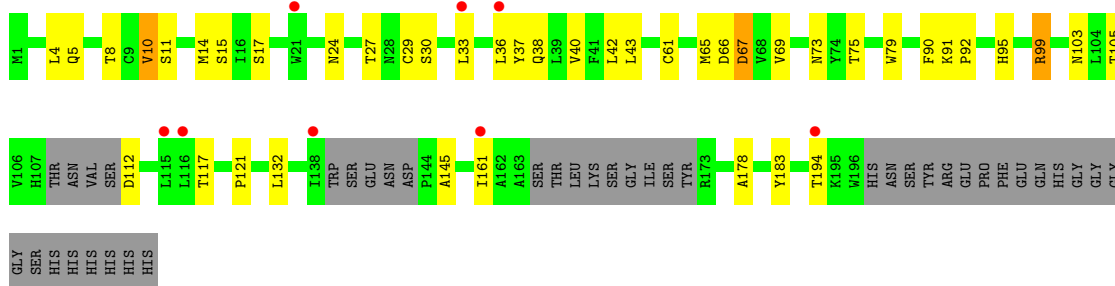 M1 L4 Q5 T8 C9 V10 S11 M14 S15 I16 S17 W21 N24 T27 N28 C29 S30 L33 L36 Y37 Q38 L39 V40 F41 L42 L43 C61 M65 D66 D67 V68 V69 N73 Y74 T75 W79 F90 K91 P92 H95 R99 N103 L104 T105
V106 H107 THR ASN VAL SER D112 L115 L116 T117 P121 L132 I138 TRP SER GLU ASN ASP P144 A145 I161 A162 A163 SER THR LEU LYS SER GLY ILE SER TYR R173 A178 Y183 T194 K195 W196 HIS ASN SER TYR ARG GLU PRO PHE GLU GLN HIS GLY GLY GLY
GLY SER HIS HIS HIS HIS HIS HIS